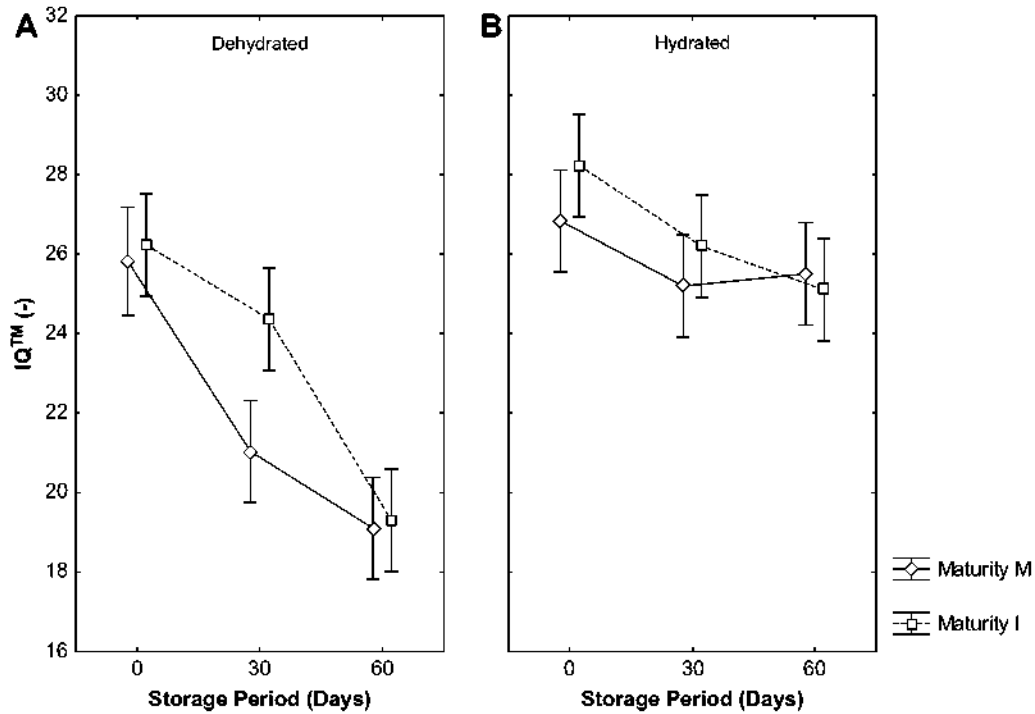 A
Dehydrated
B
Hydrated
32
30
28
26
24
22
20
18
16
IQ™ (-)
0
30
60
0
30
60
Storage Period (Days)
Storage Period (Days)
Maturity M
Maturity I